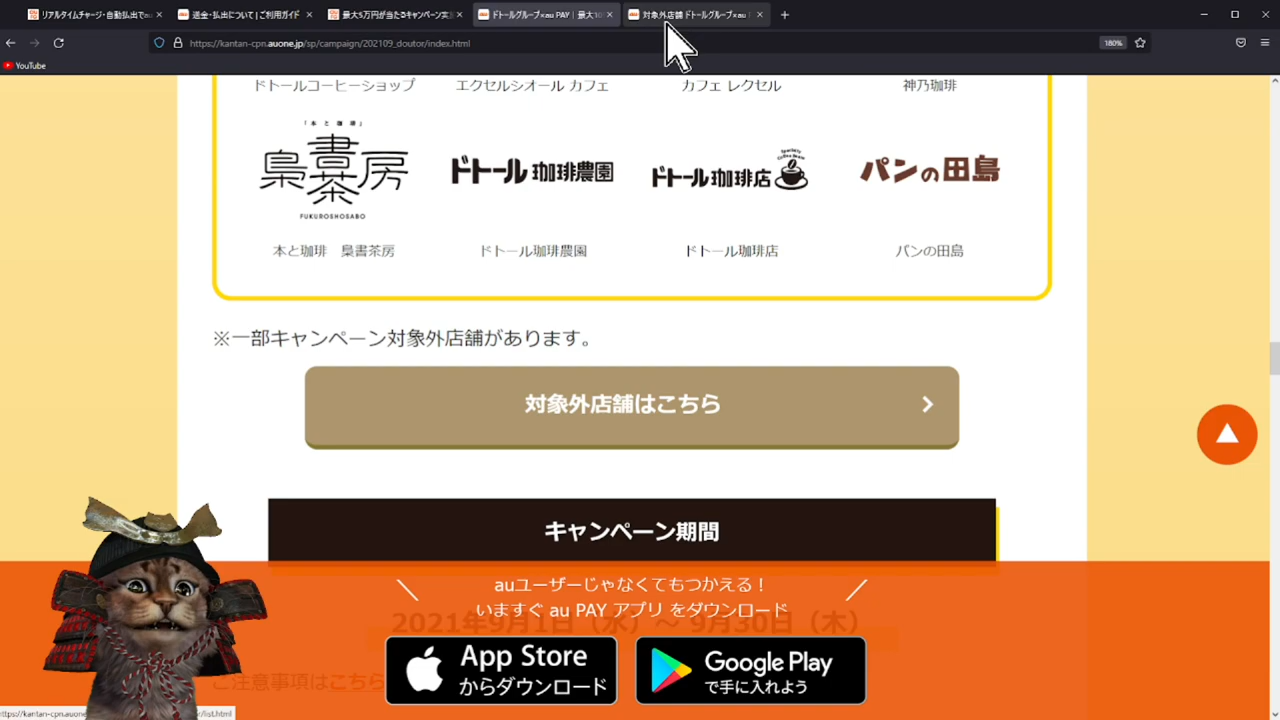 リアルタイムチャージ・自動払出でau
送金・払出について | ご利用ガイド
最大5万円が当たるキャンペーン実
ドトールグループ×au PAY | 最大10
対象外店舗 ドトールグループ×au
https://kantan-cpn.auone.jp/sp/campaign/202109_doutor/index.html
180%
YouTube
ドトールコーヒーショップ
エクセルシオール カフェ
カフェ レクセル
神乃珈琲
「本と珈琲」
梟書茶房
FUKUROSHOSABO
ドトール珈琲農園
ドトール珈琲店
Specialty Coffee Beans
パンの田島
本と珈琲 梟書茶房
ドトール珈琲農園
ドトール珈琲店
パンの田島
※一部キャンペーン対象外店舗があります。
対象外店舗はこちら
キャンペーン期間
auユーザーじゃなくてもつかえる！
いますぐ au PAY アプリ をダウンロード
2021年9月1日（水）～ 9月30日（木）
App Store
からダウンロード
Google Play
で手に入れよう
ご注意事項はこちら